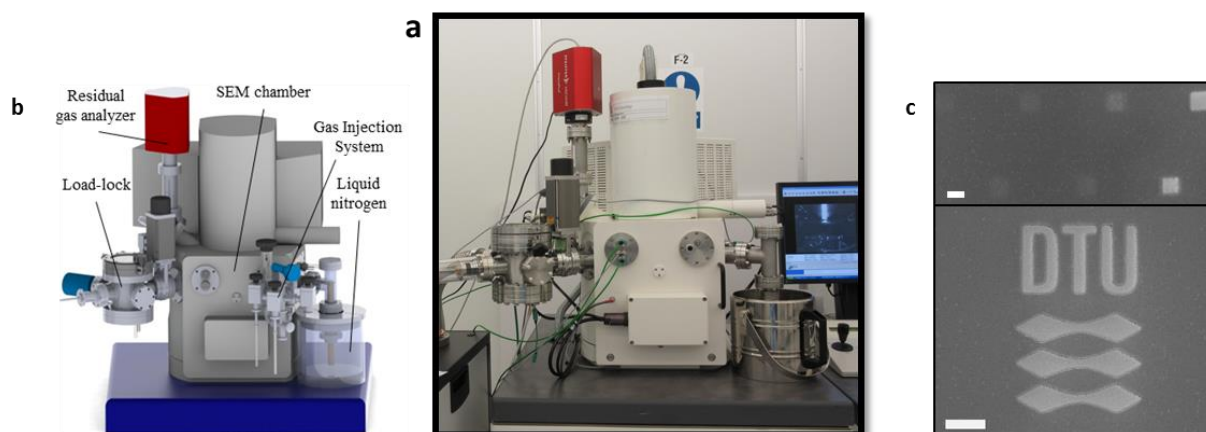 a
b
Residual
gas analyzer
SEM chamber
Gas Injection
System
Load-lock
Liquid
nitrogen
F-2
c
DTU